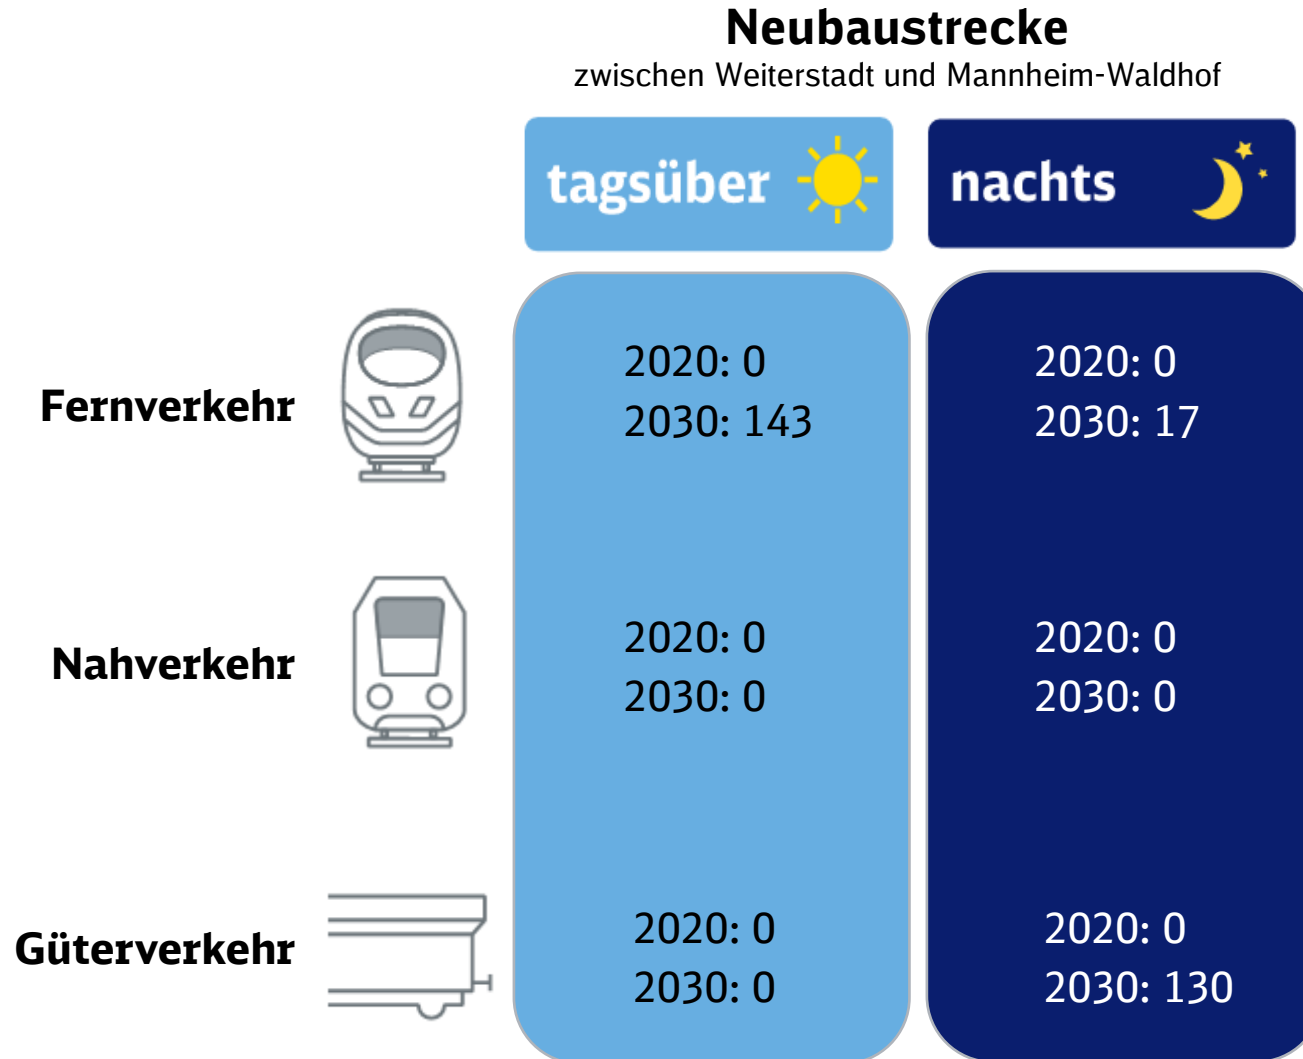 Neubaustrecke
zwischen Weiterstadt und Mannheim-Waldhof
tagsüber
nachts
Fernverkehr
2020: 0
2030: 143
2020: 0
2030: 17
Nahverkehr
2020: 0
2030: 0
2020: 0
2030: 0
Güterverkehr
2020: 0
2030: 0
2020: 0
2030: 130